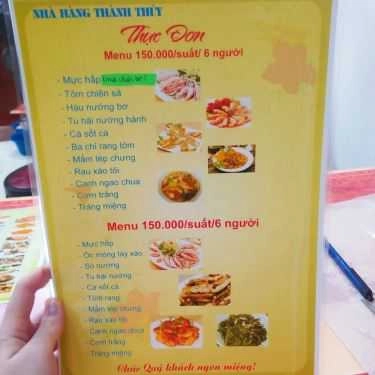 NHÀ HÀNG THÀNH THỦY
Thực Đơn
Menu 150.000/suất/ 6 người
- Mực hấp
- Tôm chiên sả
- Hàu nướng bơ
- Tu hài nướng hành
- Cá sốt cà
- Ba chỉ rang tôm
- Mắm tép chưng
- Rau xào tỏi
- Canh ngao chua
- Cơm trắng
- Tráng miệng
Menu 150.000/suất/6 người
- Mực hấp
- Ốc móng tay xào
- Sò nướng
- Tu hài nướng
- Cá sốt cà
- Tôm rang
- Mắm tép chưng
- Rau xào tỏi
- Canh ngao chua
- Cơm trắng
- Tráng miệng
Chúc Quý khách ngon miệng!